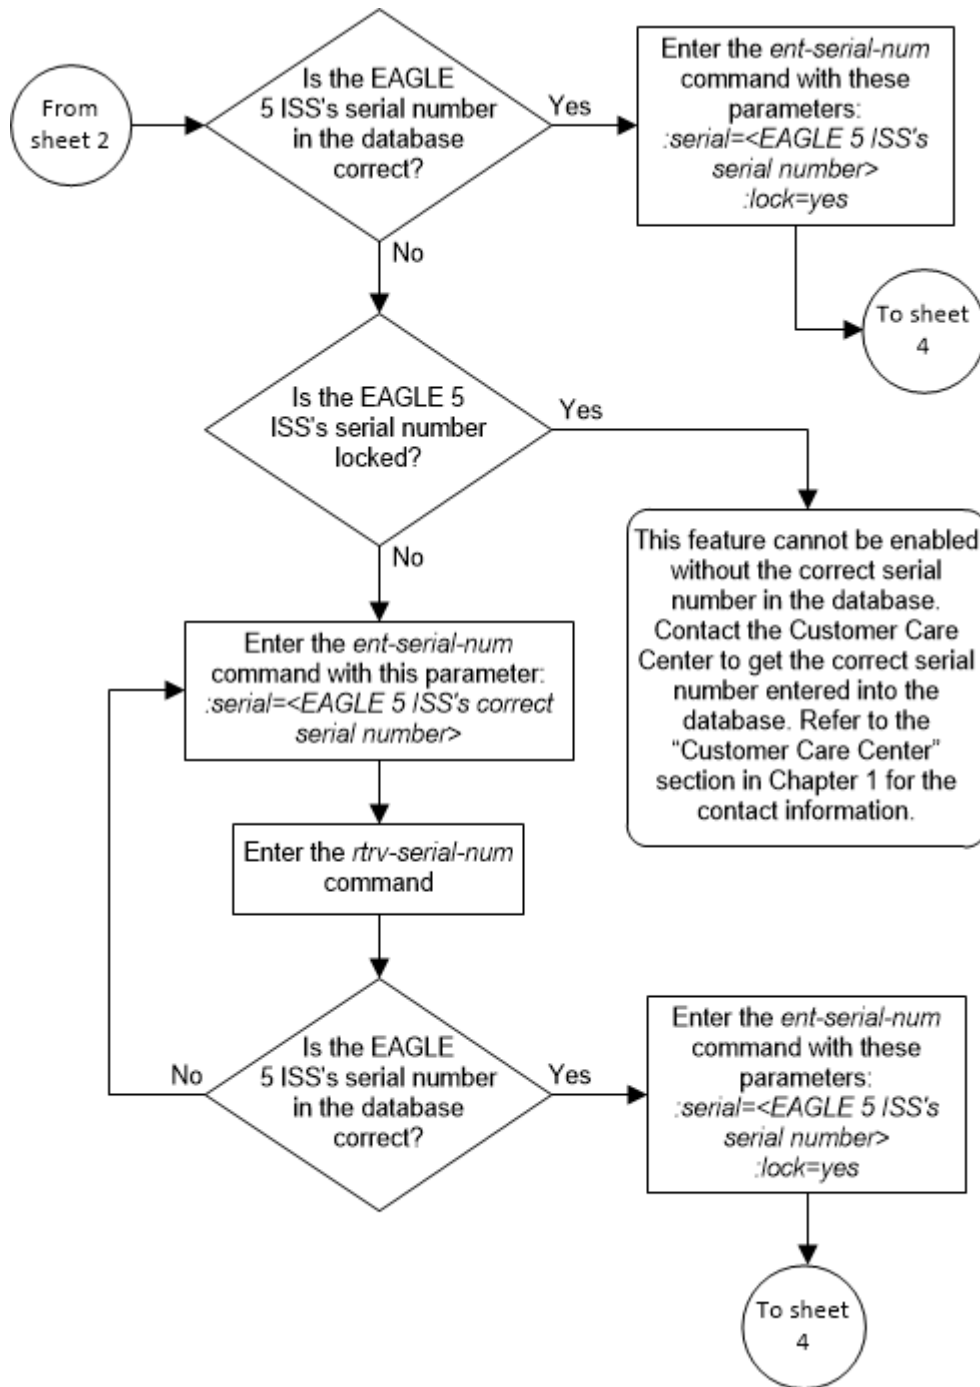 From
sheet 2
Is the EAGLE
5 ISS's serial number
in the database
correct?
Yes
Enter the ent-serial-num
command with these
parameters:
:serial=<EAGLE 5 ISS's
serial number>
:lock=yes
No
To sheet
4
Is the EAGLE 5
ISS's serial number
locked?
Yes
This feature cannot be enabled
without the correct serial
number in the database.
Contact the Customer Care
Center to get the correct serial
number entered into the
database. Refer to the
“Customer Care Center”
section in Chapter 1 for the
contact information.
No
Enter the ent-serial-num
command with this parameter:
:serial=<EAGLE 5 ISS's correct
serial number>
Enter the rtrv-serial-num
command
Is the EAGLE
5 ISS's serial number
in the database
correct?
No
Yes
Enter the ent-serial-num
command with these
parameters:
:serial=<EAGLE 5 ISS's
serial number>
:lock=yes
To sheet
4